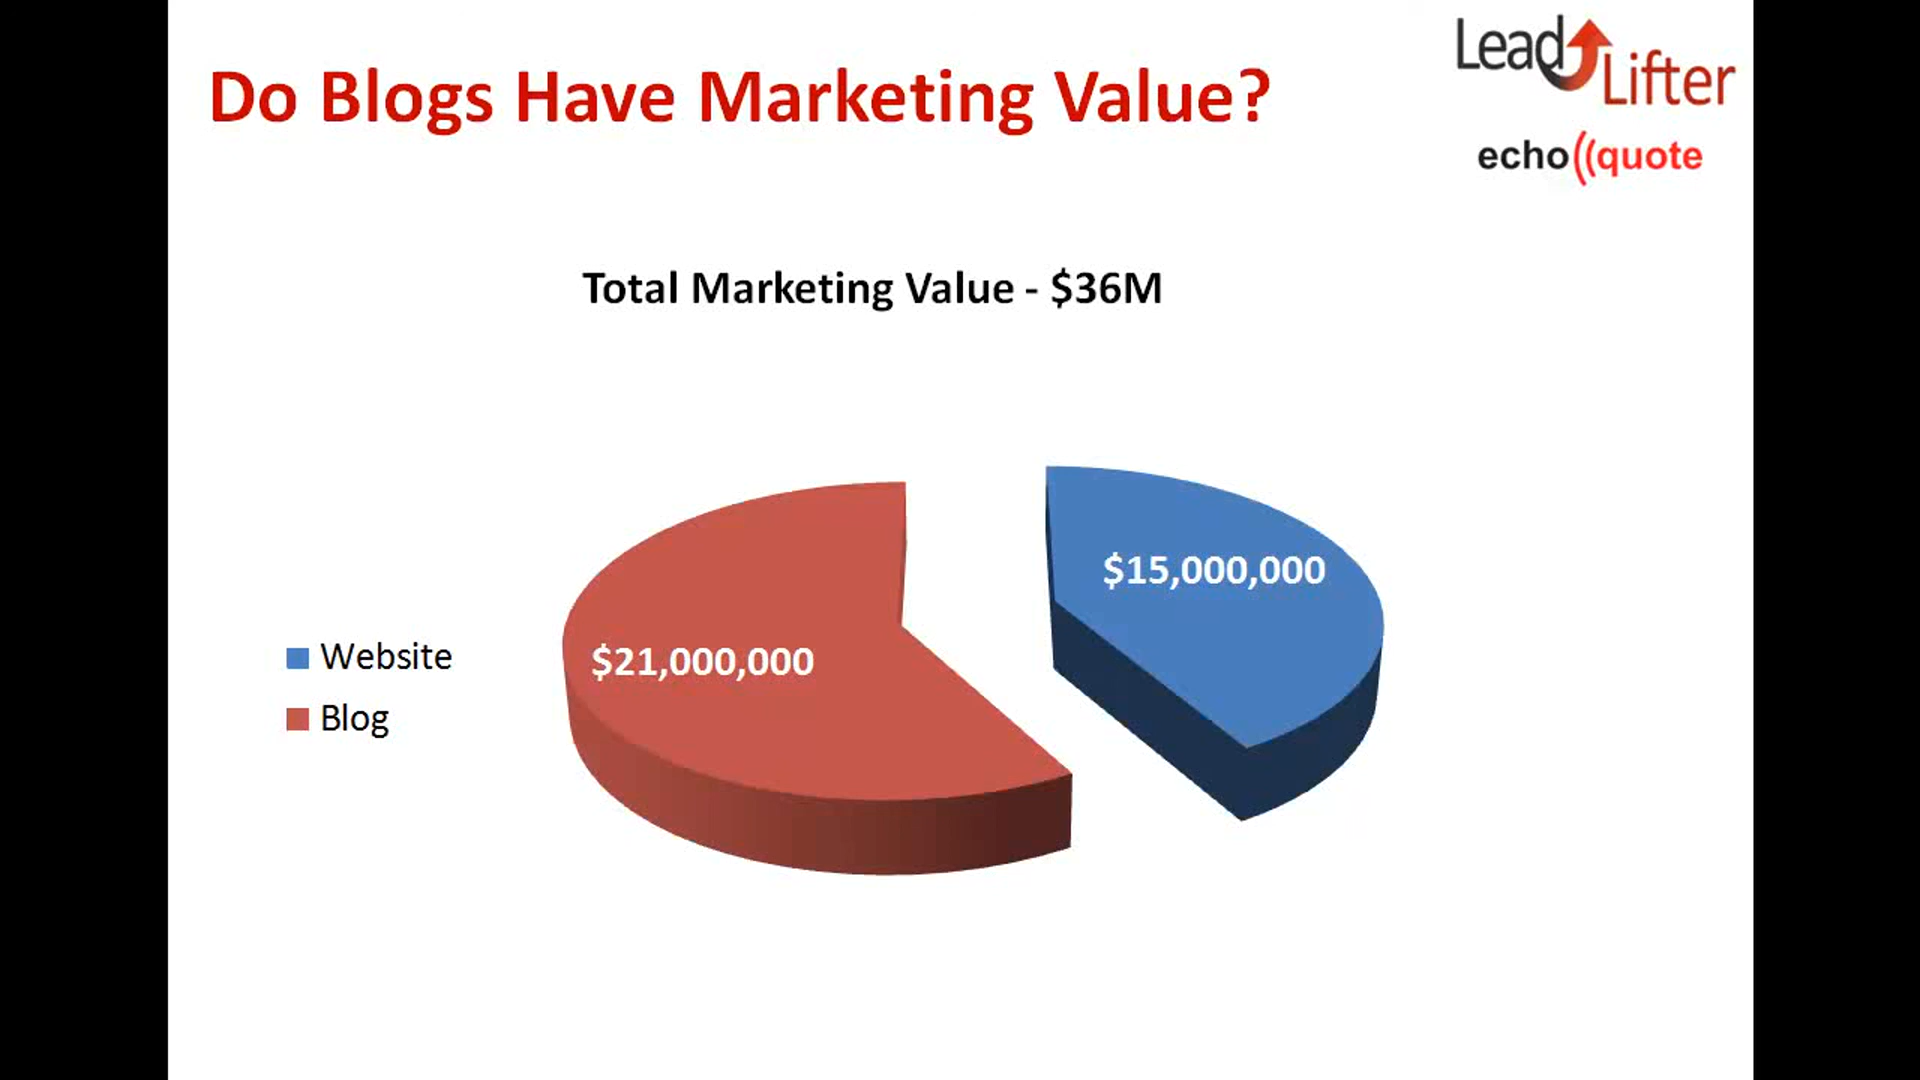 Do Blogs Have Marketing Value?
Lead Lifter
echo((quote
Total Marketing Value - $36M
$15,000,000
$21,000,000
Website
Blog